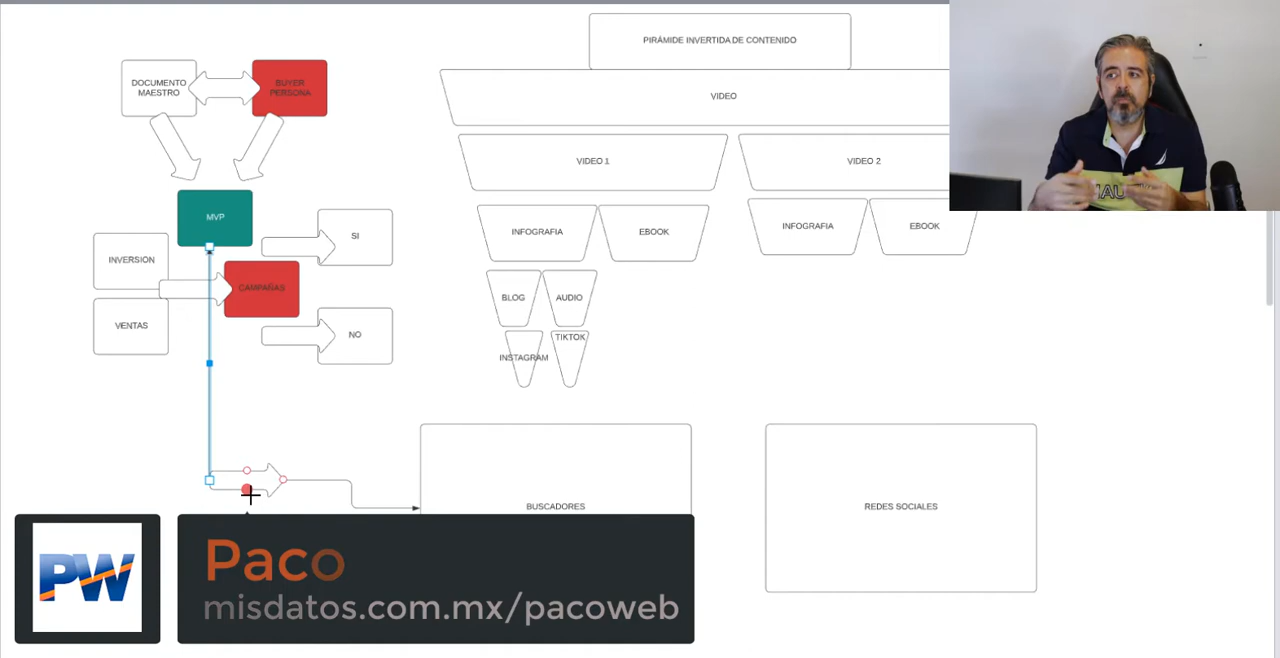 PIRÁMIDE INVERTIDA DE CONTENIDO
DOCUMENTO
MAESTRO
BUYER
PERSONA
VIDEO
VIDEO 1
VIDEO 2
MVP
INFOGRAFIA
EBOOK
INFOGRAFIA
EBOOK
SI
INVERSION
CAMPAÑAS
BLOG
AUDIO
VENTAS
NO
TIKTOK
INSTAGRAM
BUSCADORES
REDES SOCIALES
PW
Paco
misdatos.com.mx/pacoweb